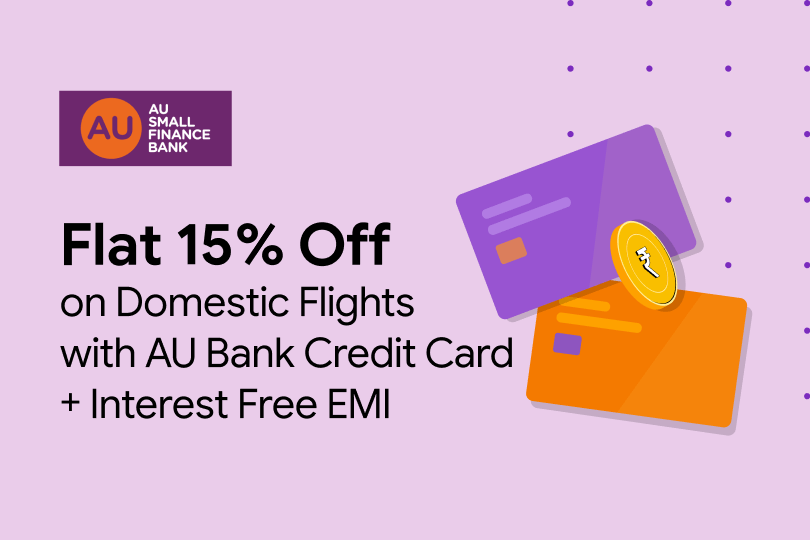 AU
AU
SMALL
FINANCE
BANK
Flat 15% Off
on Domestic Flights
with AU Bank Credit Card
+ Interest Free EMI
₹